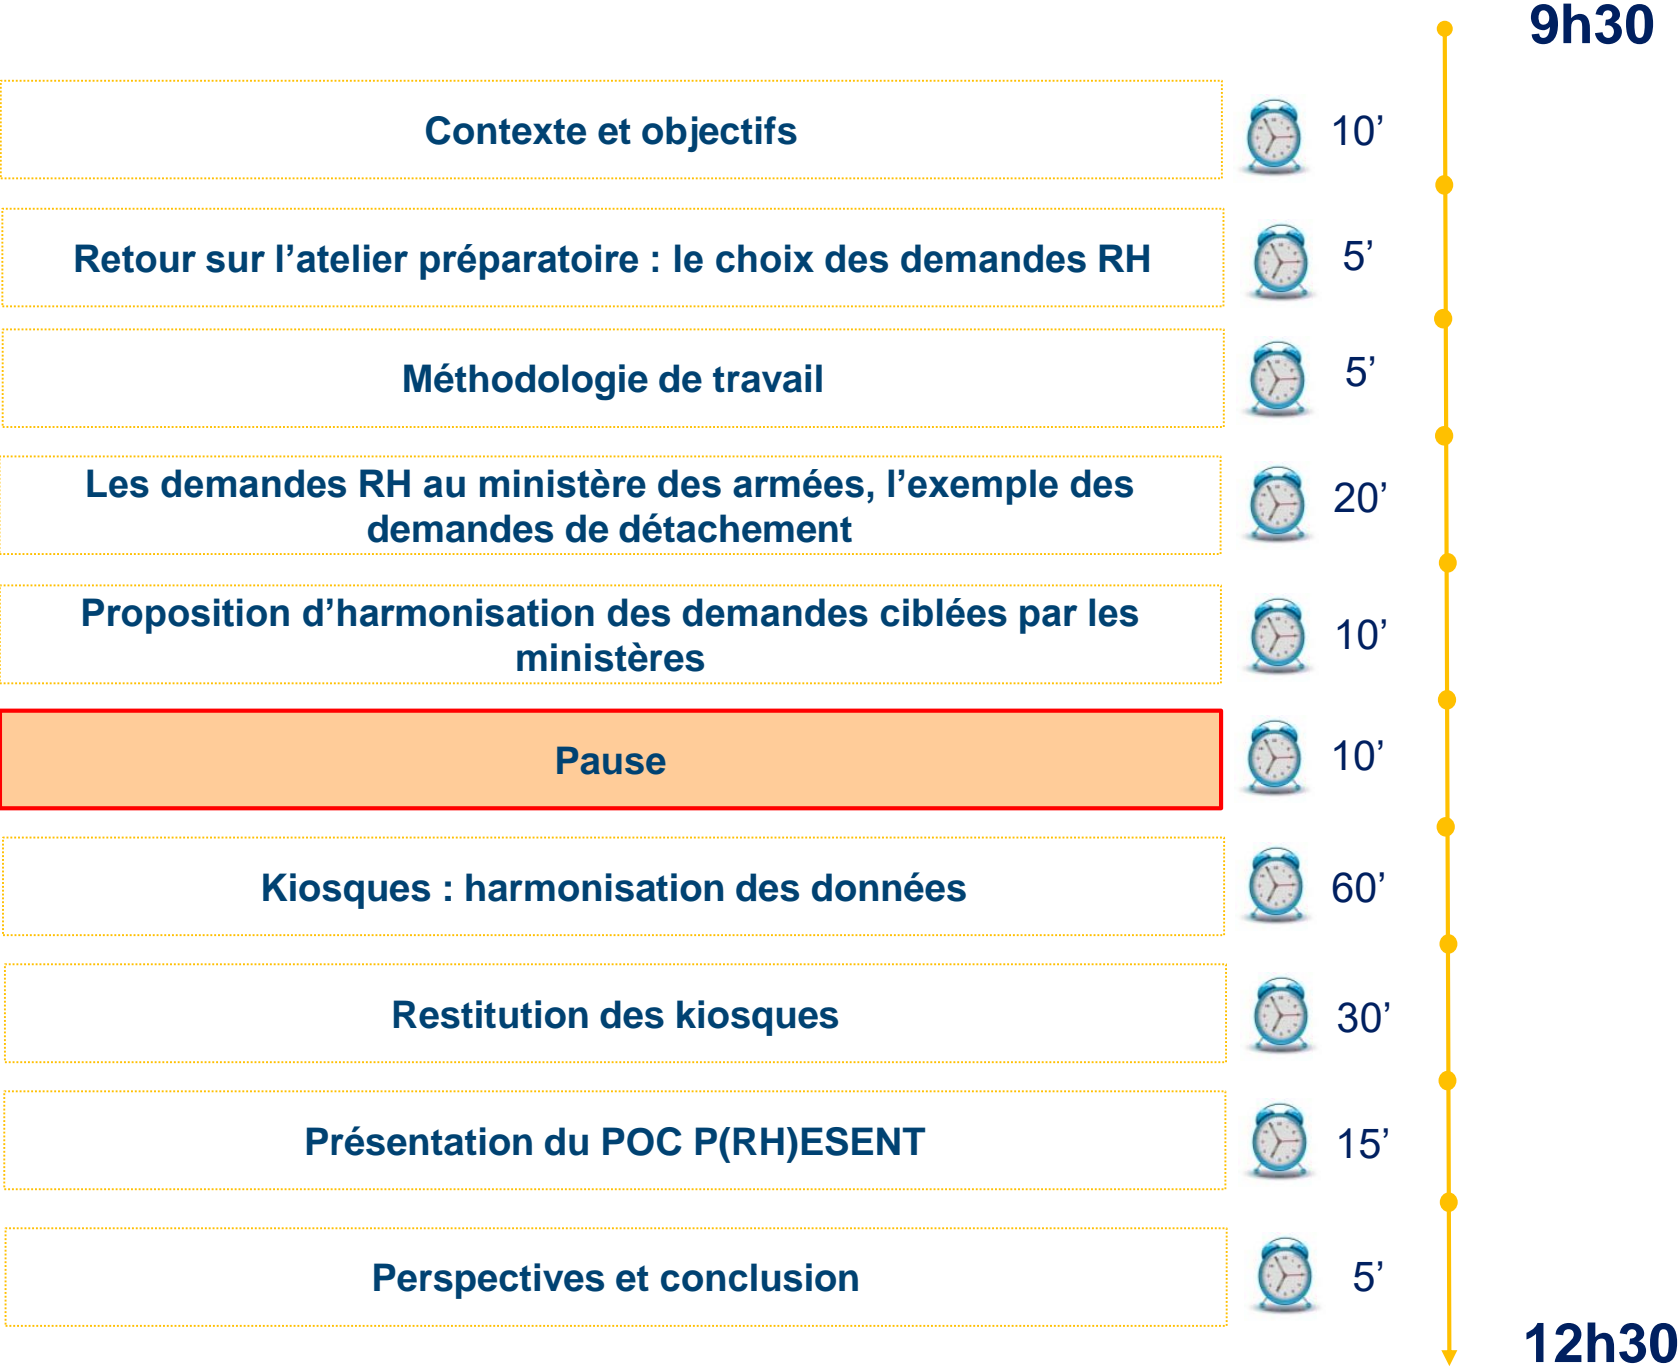 9h30
Contexte et objectifs
10’
Retour sur l’atelier préparatoire : le choix des demandes RH
5’
Méthodologie de travail
5’
Les demandes RH au ministère des armées, l’exemple des
demandes de détachement
20’
Proposition d’harmonisation des demandes ciblées par les
ministères
10’
Pause
10’
Kiosques : harmonisation des données
60’
Restitution des kiosques
30’
Présentation du POC P(RH)ESENT
15’
Perspectives et conclusion
5’
12h30